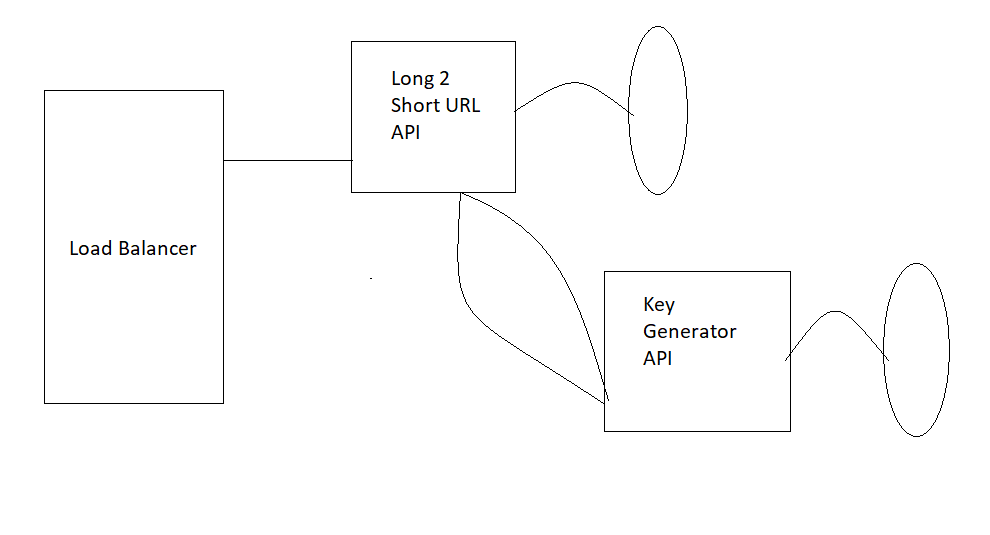 Long 2
Short URL
API
Load Balancer
Key
Generator
API